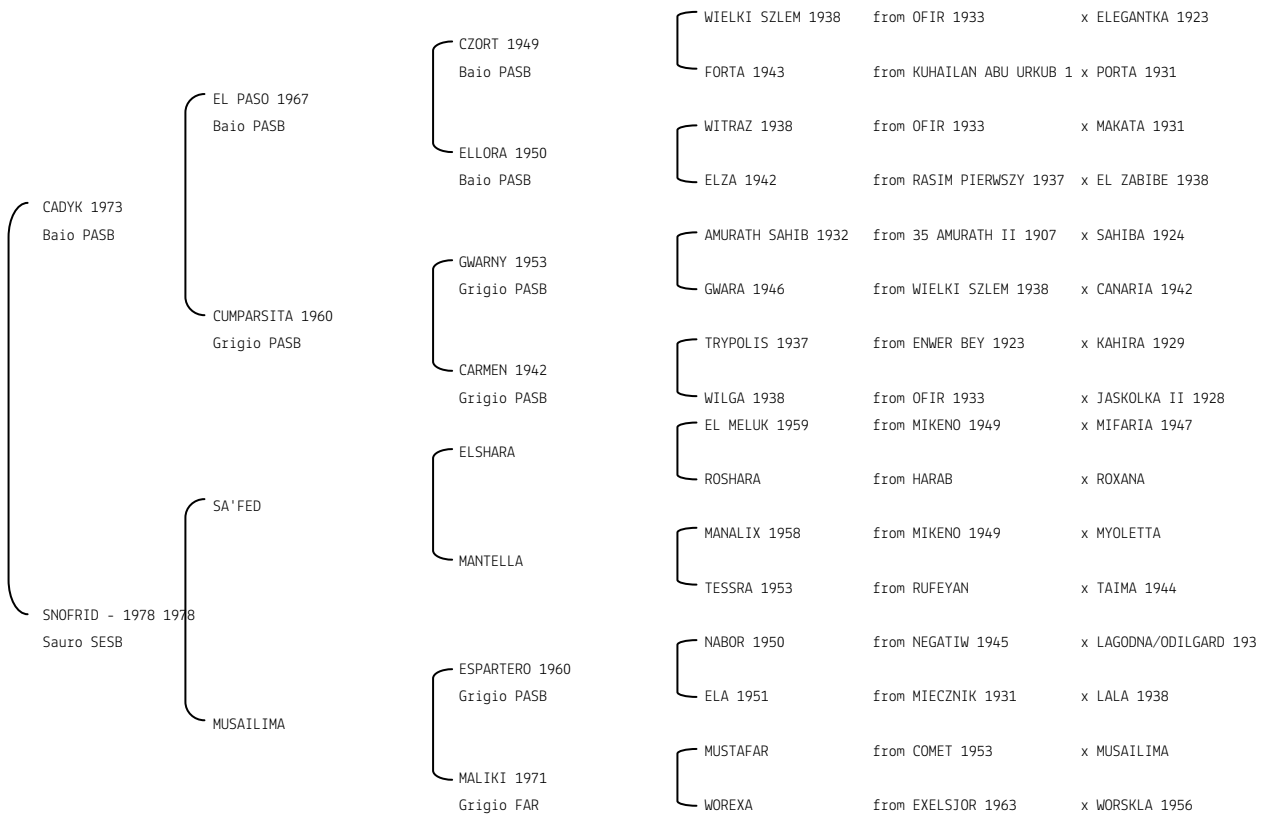 WIELKI SZLEM 1938 from OFIR 1933 x ELEGANTKA 1923
CZORT 1949
Baio PASB
FORTA 1943 from KUHAILAN ABU URKUB 1 x PORTA 1931
EL PASO 1967
Baio PASB
WITRAZ 1938 from OFIR 1933 x MAKATA 1931
ELLORA 1950
Baio PASB
ELZA 1942 from RASIM PIERWSZY 1937 x EL ZABIBE 1938
CADYK 1973
Baio PASB
AMURATH SAHIB 1932 from 35 AMURATH II 1907 x SAHIBA 1924
GWARNY 1953
Grigio PASB
GWARA 1946 from WIELKI SZLEM 1938 x CANARIA 1942
CUMPARSITA 1960
Grigio PASB
TRYPOLIS 1937 from ENWER BEY 1923 x KAHIRA 1929
CARMEN 1942
Grigio PASB
WILGA 1938 from OFIR 1933 x JASKOLKA II 1928
EL MELUK 1959 from MIKENO 1949 x MIFARIA 1947
ELSHARA
ROSHARA from HARAB x ROXANA
SA'FED
MANALIX 1958 from MIKENO 1949 x MYOLETTA
MANTELLA
TESSRA 1953 from RUFEYAN x TAIMA 1944
SNOFRID - 1978 1978
Sauro SESB
NABOR 1950 from NEGATIW 1945 x LAGODNA/ODILGARD 193
ESPARTERO 1960
Grigio PASB
ELA 1951 from MIECZNIK 1931 x LALA 1938
MUSAILIMA
MUSTAFAR from COMET 1953 x MUSAILIMA
MALIKI 1971
Grigio FAR
WOREXA from EXELSJOR 1963 x WORSKLA 1956